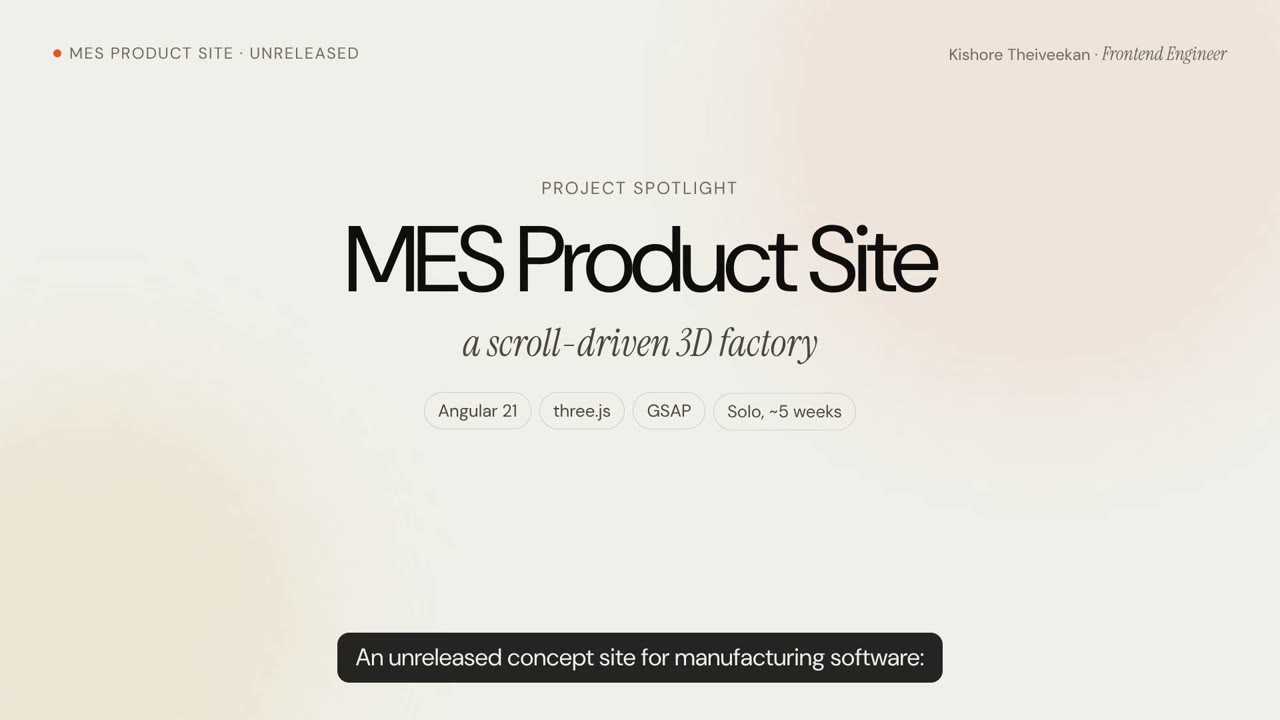 MES PRODUCT SITE · UNRELEASED
Kishore Theiveekan · Frontend Engineer
PROJECT SPOTLIGHT
MES Product Site
a scroll-driven 3D factory
Angular 21
three.js
GSAP
Solo, ~5 weeks
An unreleased concept site for manufacturing software: